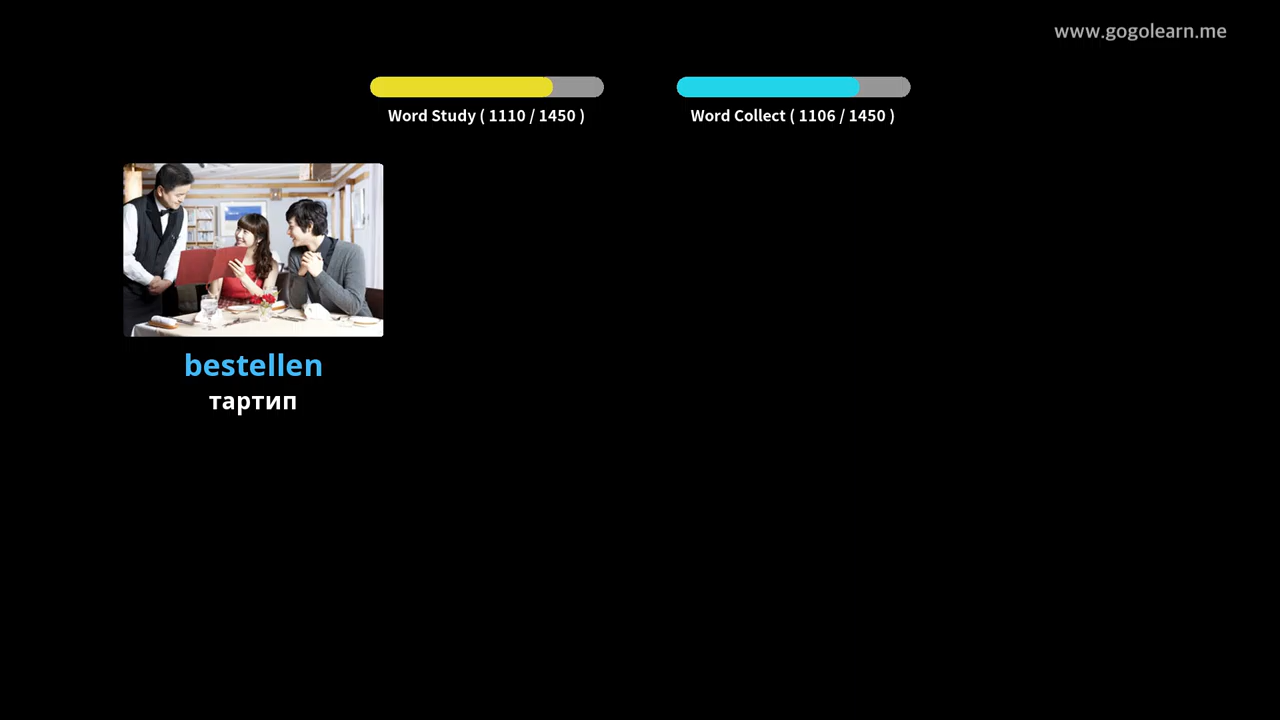 www.gogolearn.me
Word Study ( 1110 / 1450 )
Word Collect ( 1106 / 1450 )
bestellen
тартип